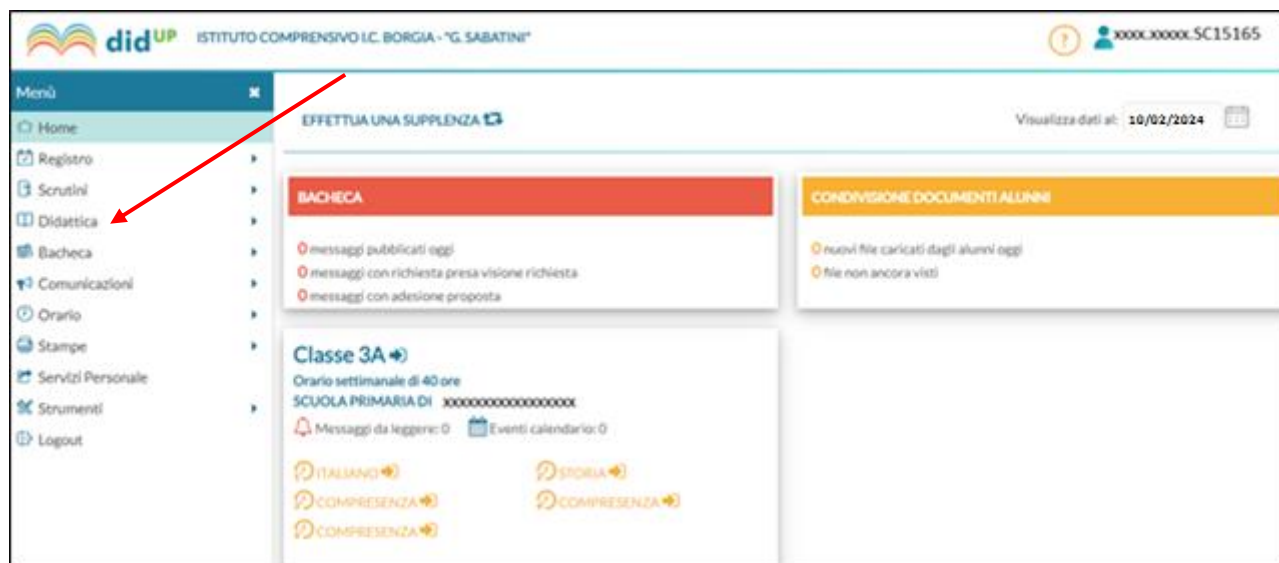 didUP ISTITUTO COMPRENSIVO I.C. BORGIA - "G. SABATINI" ? xxxx.xxxxx.SC15165
Menù
Home
Registro
Scrutini
Didattica
Bacheca
Comunicazioni
Orario
Stampe
Servizi Personale
Strumenti
Logout
EFFETTUA UNA SUPPLENZA Visualizza dati al: 10/02/2024
BACHECA
0 messaggi pubblicati oggi
0 messaggi con richiesta presa visione richiesta
0 messaggi con adesione proposta
CONDIVISIONE DOCUMENTI ALUNNI
0 nuovi file caricati dagli alunni oggi
0 file non ancora visti
Classe 3A
Orario settimanale di 40 ore
SCUOLA PRIMARIA DI xxxxxxxxxxxxxxxxxx
Messaggi da leggere: 0 Eventi calendario: 0
ITALIANO STORIA
COMPRESENZA COMPRESENZA
COMPRESENZA